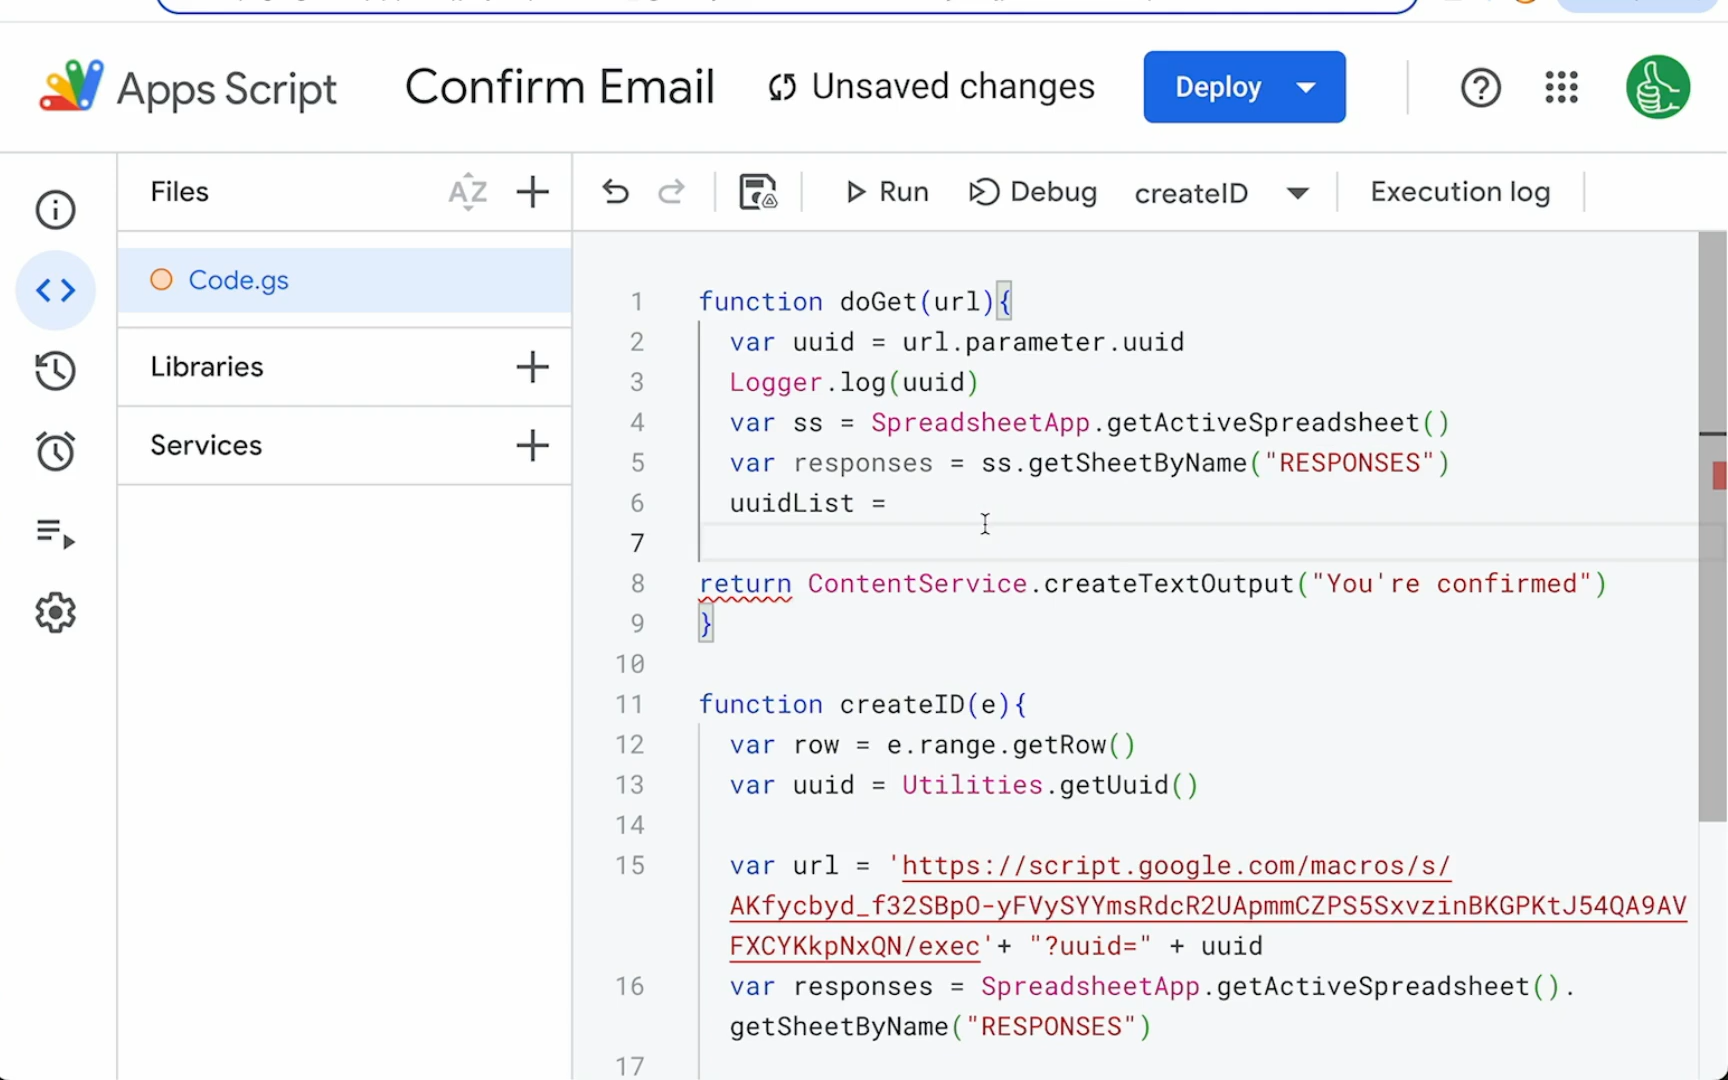 Apps Script
Confirm Email
Unsaved changes
Deploy
Files
AZ
Run
Debug
createID
Execution log
Code.gs
Libraries
Services
1 function doGet(url){
2 var uuid = url.parameter.uuid
3 Logger.log(uuid)
4 var ss = SpreadsheetApp.getActiveSpreadsheet()
5 var responses = ss.getSheetByName("RESPONSES")
6 uuidList =
7
8 return ContentService.createTextOutput("You're confirmed")
9 }
10
11 function createID(e){
12 var row = e.range.getRow()
13 var uuid = Utilities.getUuid()
14
15 var url = 'https://script.google.com/macros/s/
AKfycbyd_f32SBpO-yFVySYYmsRdcR2UApmmCZPS5SxvzinBKGPKtJ54QA9AV
FXCYKkpNxQN/exec'+ "?uuid=" + uuid
16 var responses = SpreadsheetApp.getActiveSpreadsheet().
getSheetByName("RESPONSES")
17